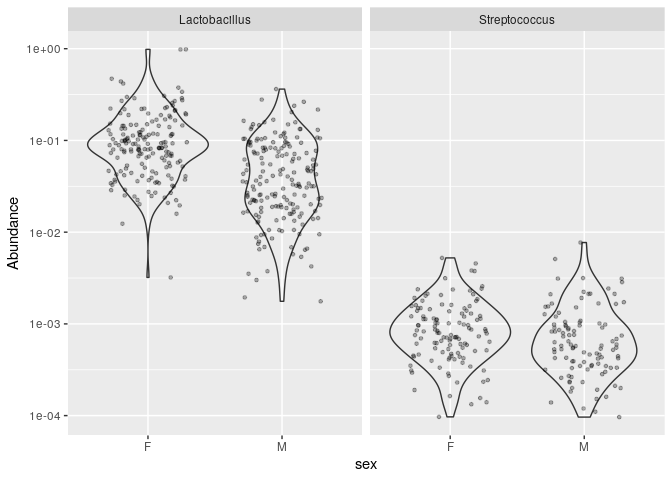 Lactobacillus
Streptococcus
Abundance
1e+00
1e-01
1e-02
1e-03
1e-04
F
M
F
M
sex